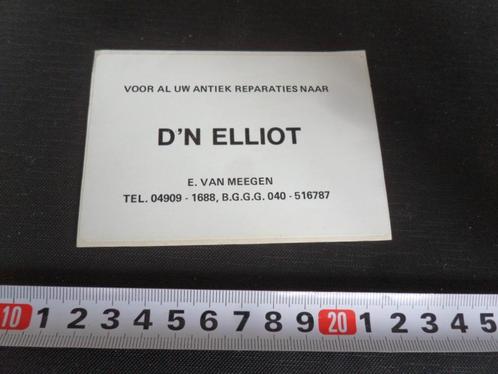 VOOR AL UW ANTIEK REPARATIES NAAR
D'N ELLIOT
E. VAN MEEGEN
TEL. 04909 - 1688, B.G.G.G. 040 - 516787
10 1 2 3 4 5 6 7 8 9 20 1 2 3 4 5